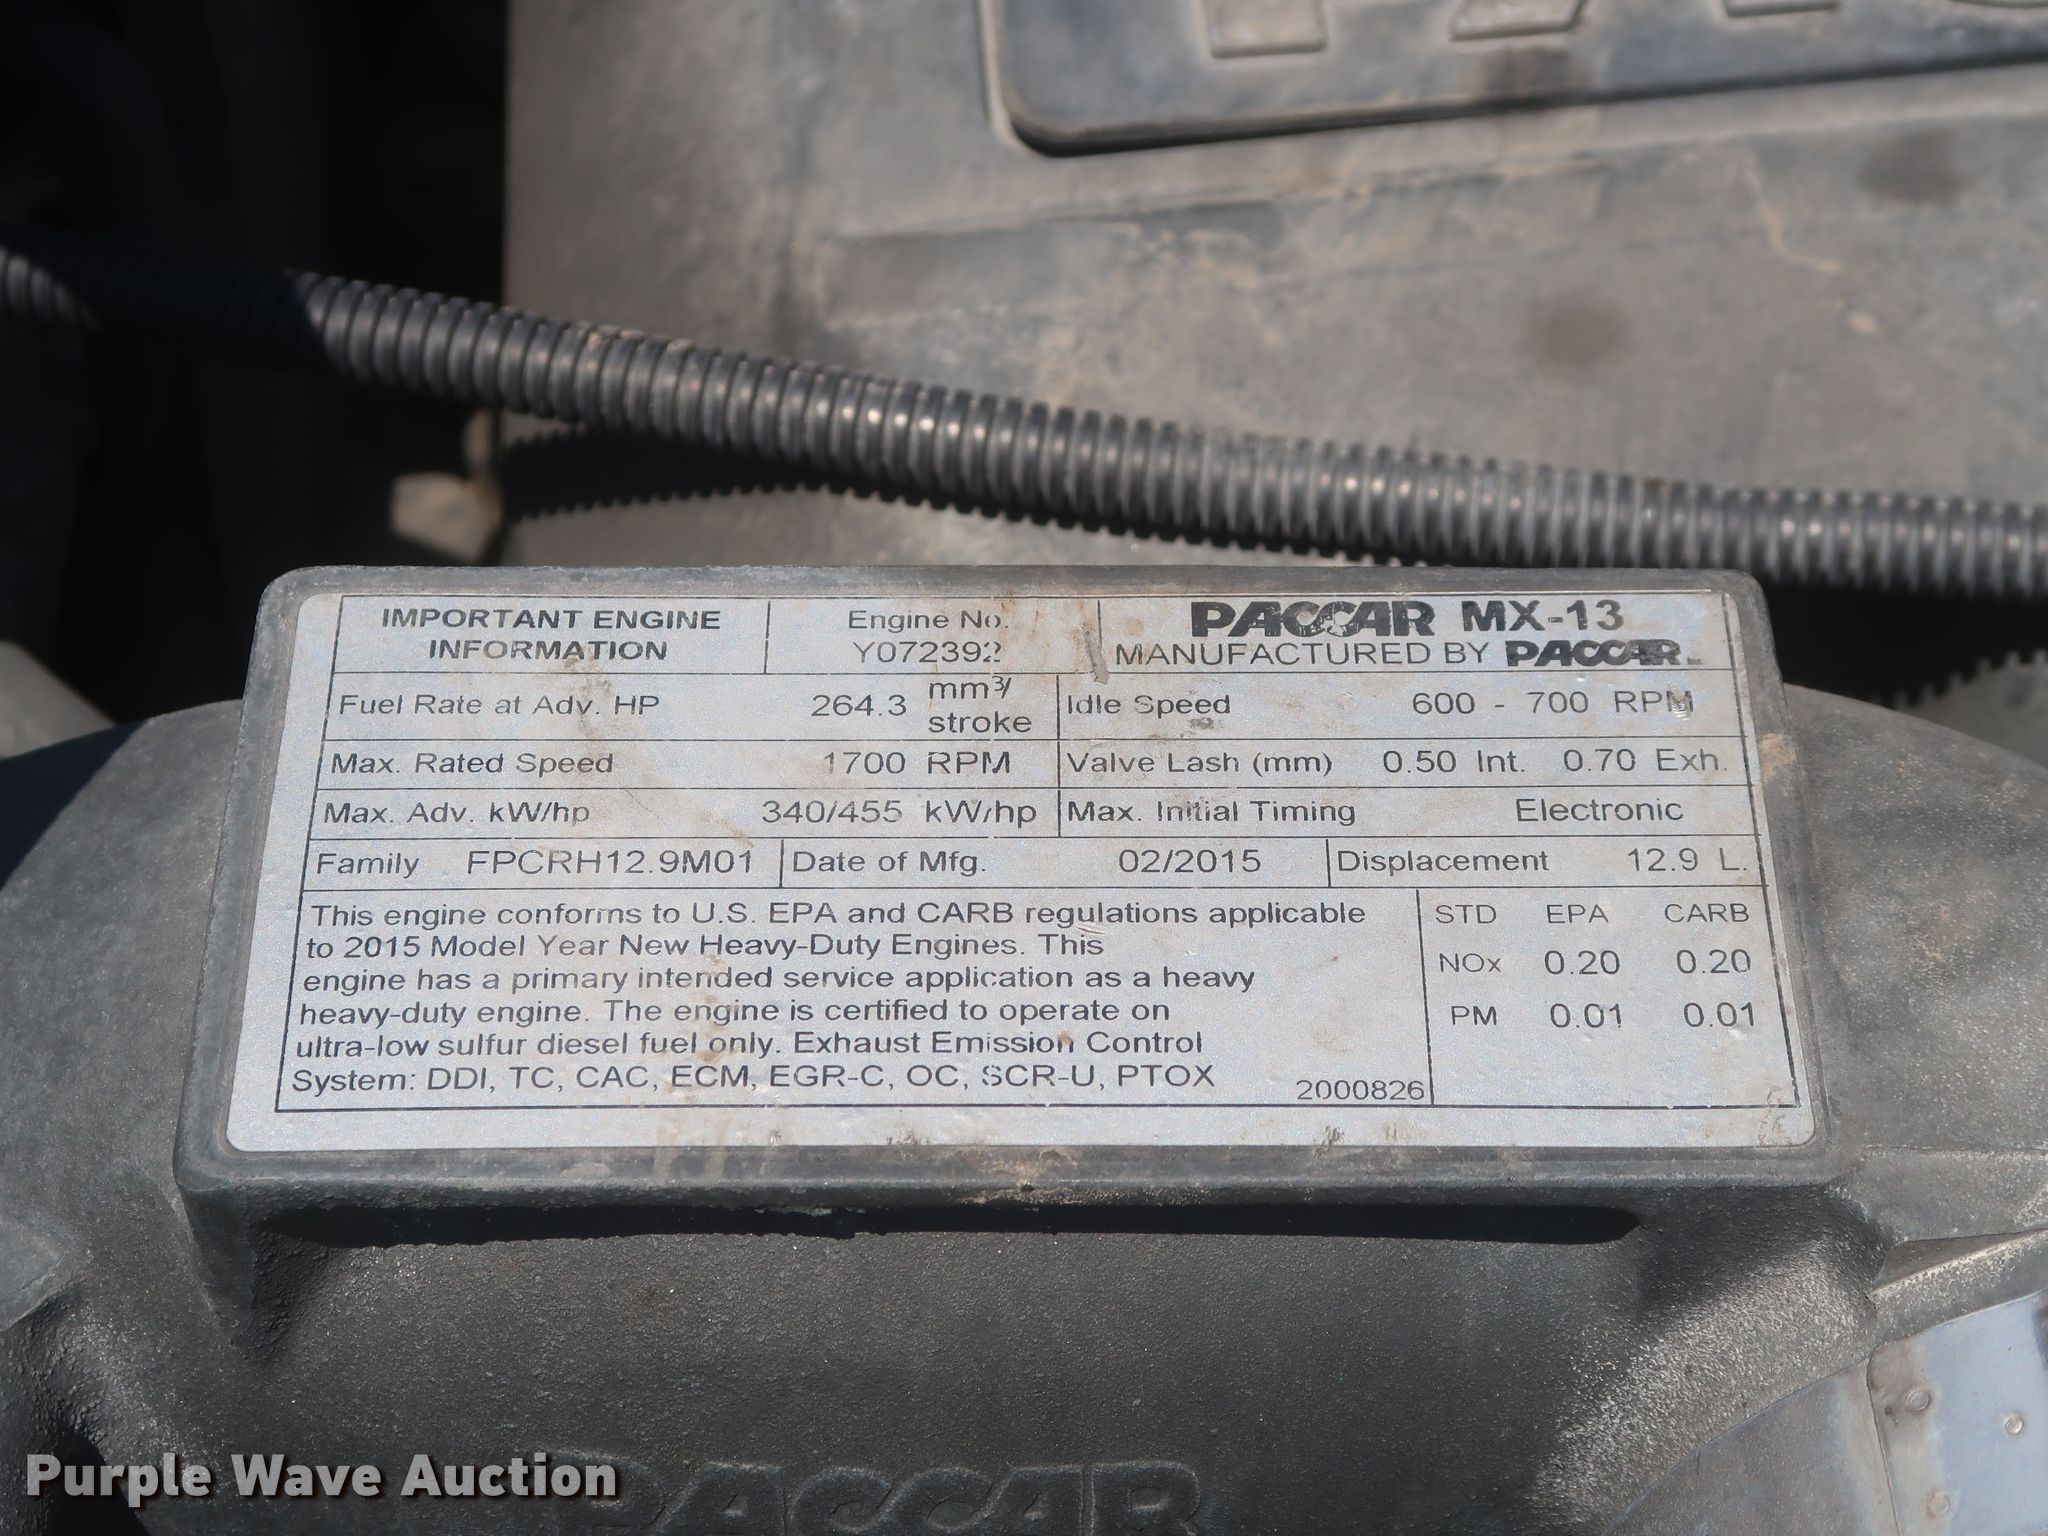 IMPORTANT ENGINE
INFORMATION
Engine No.
Y072392
PACCAR MX-13
MANUFACTURED BY PACCAR
Fuel Rate at Adv. HP 264.3 mm³/
stroke
Idle Speed 600 - 700 RPM
Max. Rated Speed 1700 RPM
Valve Lash (mm) 0.50 Int. 0.70 Exh.
Max. Adv. kW/hp 340/455 kW/hp
Max. Initial Timing Electronic
Family FPCRH12.9M01
Date of Mfg. 02/2015
Displacement 12.9 L.
This engine conforms to U.S. EPA and CARB regulations applicable
to 2015 Model Year New Heavy-Duty Engines. This
engine has a primary intended service application as a heavy
heavy-duty engine. The engine is certified to operate on
ultra-low sulfur diesel fuel only. Exhaust Emission Control
System: DDI, TC, CAC, ECM, EGR-C, OC, SCR-U, PTOX
2000826
STD EPA CARB
NOx 0.20 0.20
PM 0.01 0.01
PACCAR
Purple Wave Auction